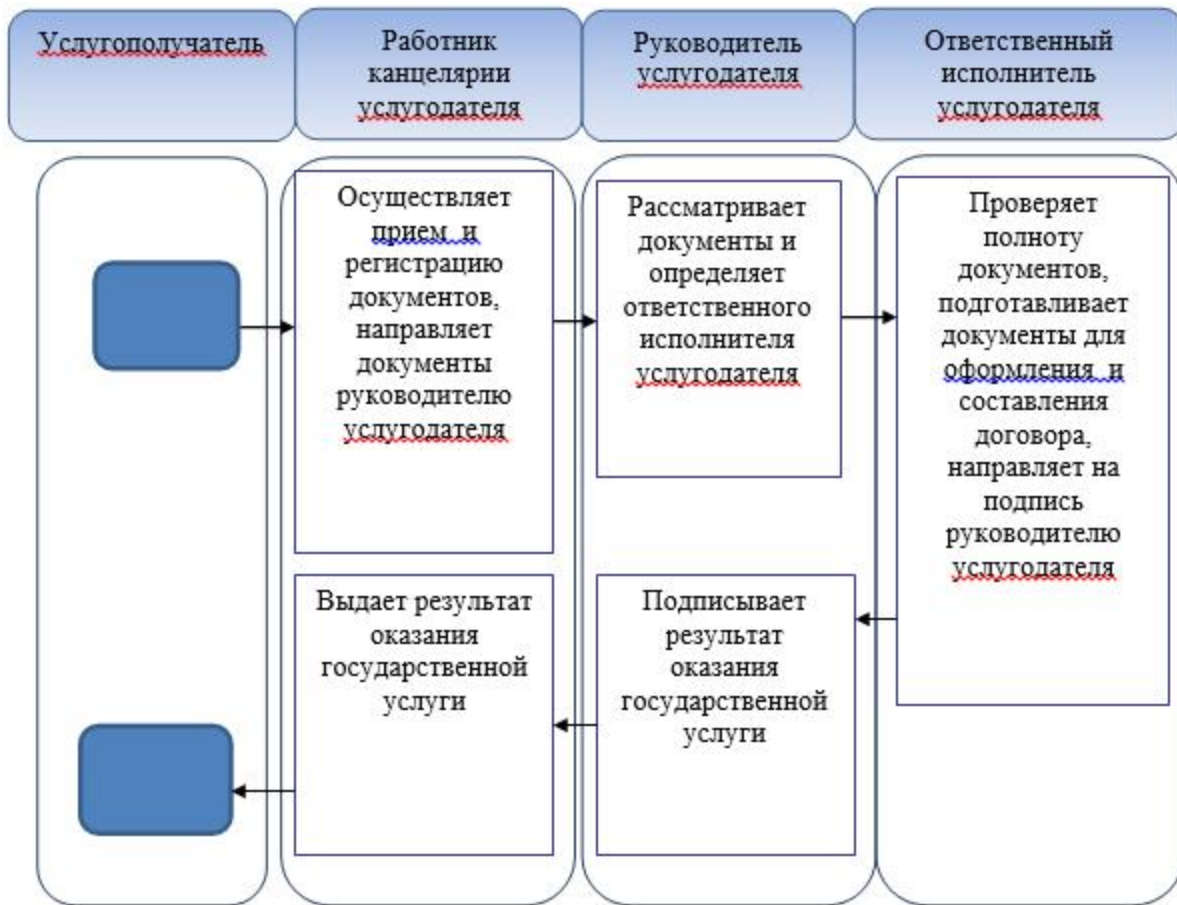 Услугополучатель
Работник
канцелярии
услугодателя
Руководитель
услугодателя
Ответственный
исполнитель
услугодателя
Осуществляет
прием и
регистрацию
документов,
направляет
документы
руководителю
услугодателя
Рассматривает
документы и
определяет
ответственного
исполнителя
услугодателя
Проверяет
полноту
документов,
подготавливает
документы для
оформления и
составления
договора,
направляет на
подпись
руководителю
услугодателя
Выдает результат
оказания
государственной
услуги
Подписывает
результат
оказания
государственной
услуги